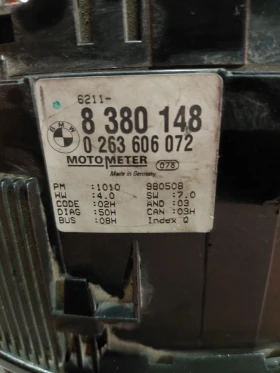 6211-
BMW
8 380 148
0 263 606 072
MOTOMETER 078
Made in Germany
PM :1010 980508
HW :4.0 SW :7.0
CODE :02H AND :03
DIAG :50H CAN :03H
BUS :08H Index Q